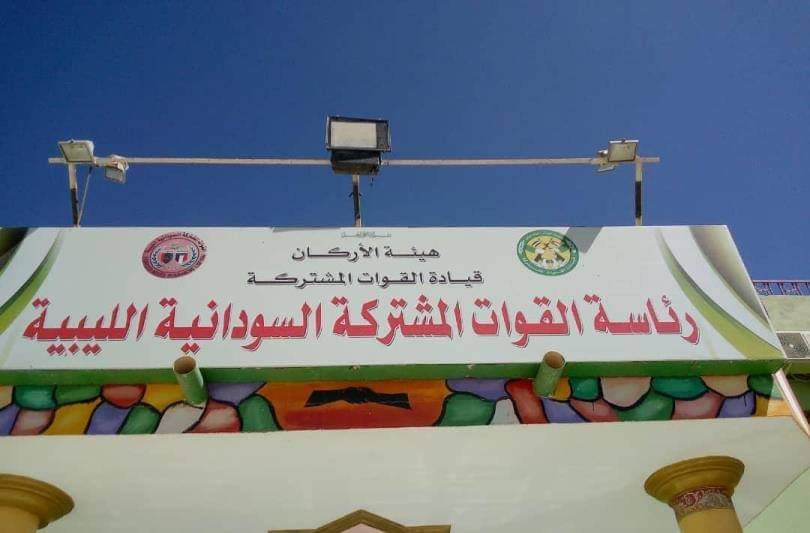 هيئة الأركان
قيادة القوات المشتركة
رئاسة القوات المشتركة السودانية الليبية